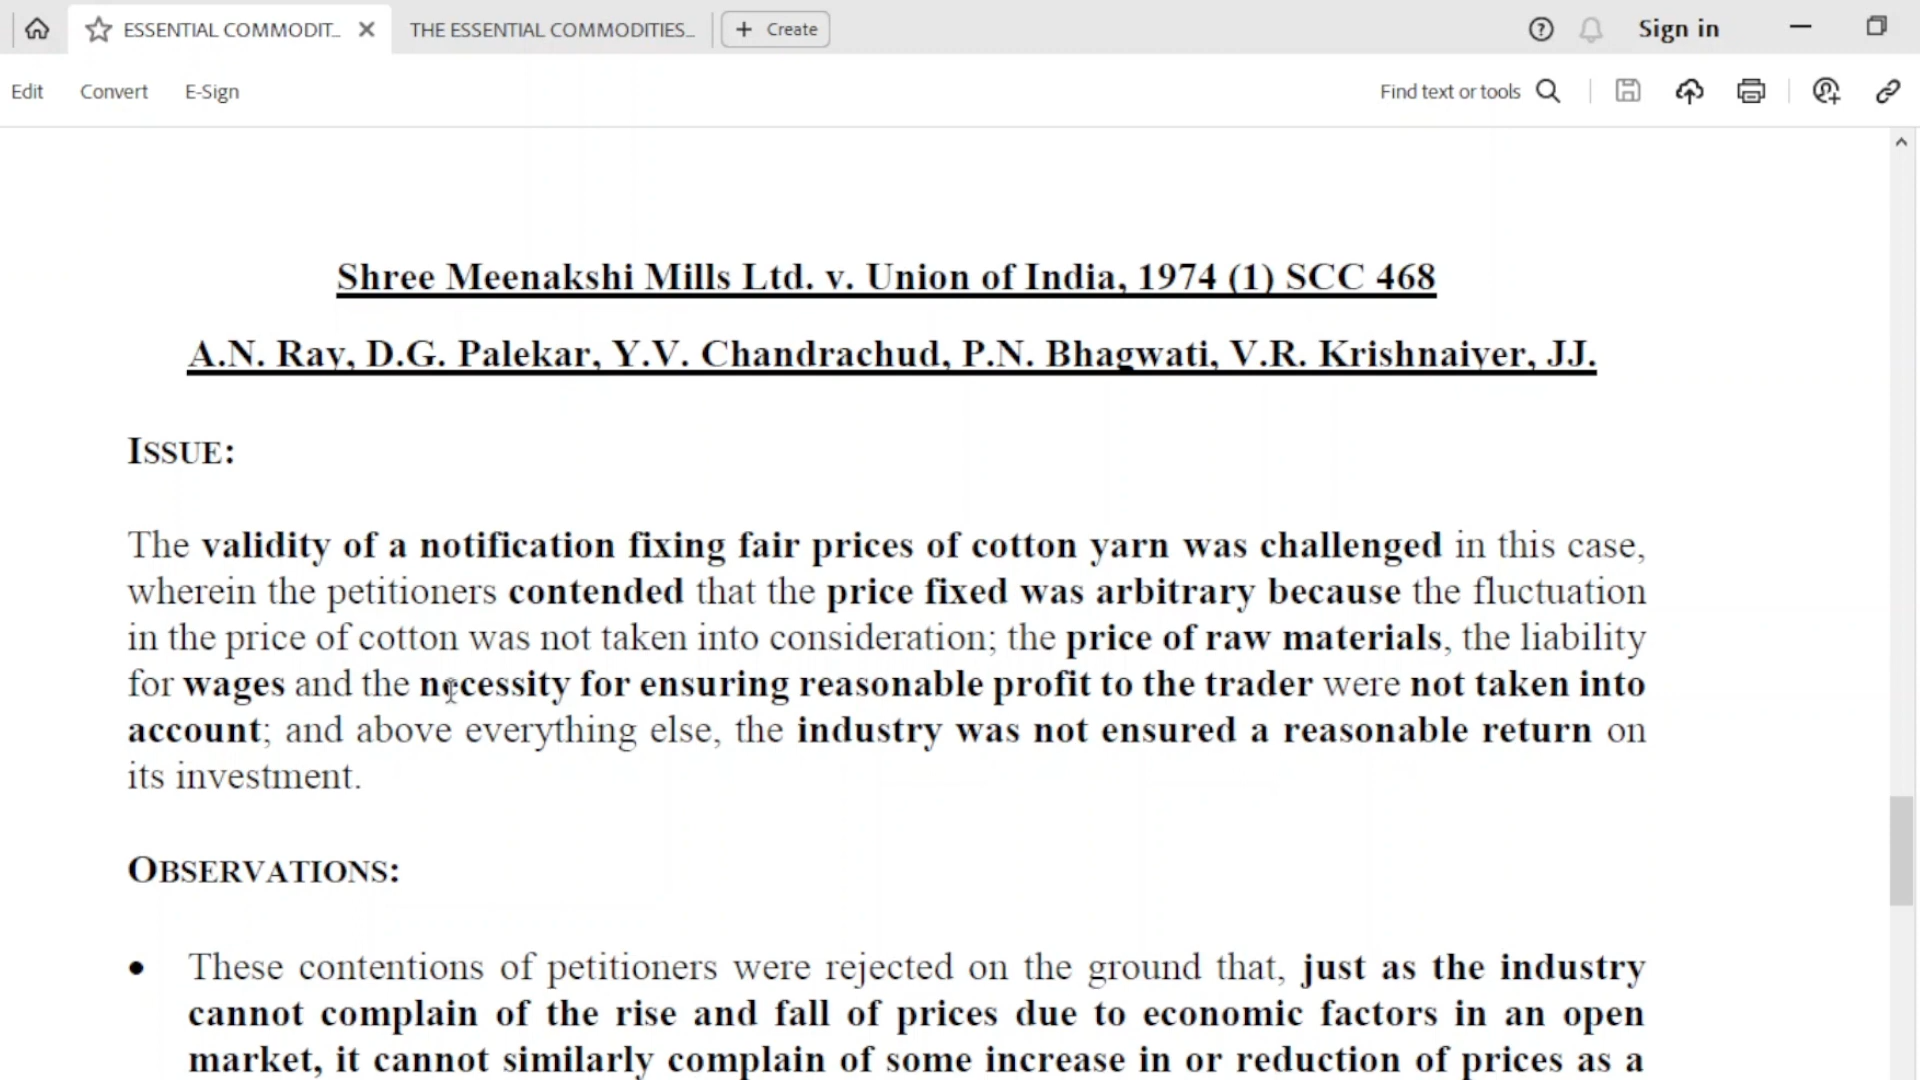 ESSENTIAL COMMODIT... THE ESSENTIAL COMMODITIES... + Create Sign in
Edit Convert E-Sign Find text or tools
Shree Meenakshi Mills Ltd. v. Union of India, 1974 (1) SCC 468
A.N. Ray, D.G. Palekar, Y.V. Chandrachud, P.N. Bhagwati, V.R. Krishnaiyer, JJ.
ISSUE:
The validity of a notification fixing fair prices of cotton yarn was challenged in this case,
wherein the petitioners contended that the price fixed was arbitrary because the fluctuation
in the price of cotton was not taken into consideration; the price of raw materials, the liability
for wages and the necessity for ensuring reasonable profit to the trader were not taken into
account; and above everything else, the industry was not ensured a reasonable return on
its investment.
OBSERVATIONS:
• These contentions of petitioners were rejected on the ground that, just as the industry
cannot complain of the rise and fall of prices due to economic factors in an open
market, it cannot similarly complain of some increase in or reduction of prices as a